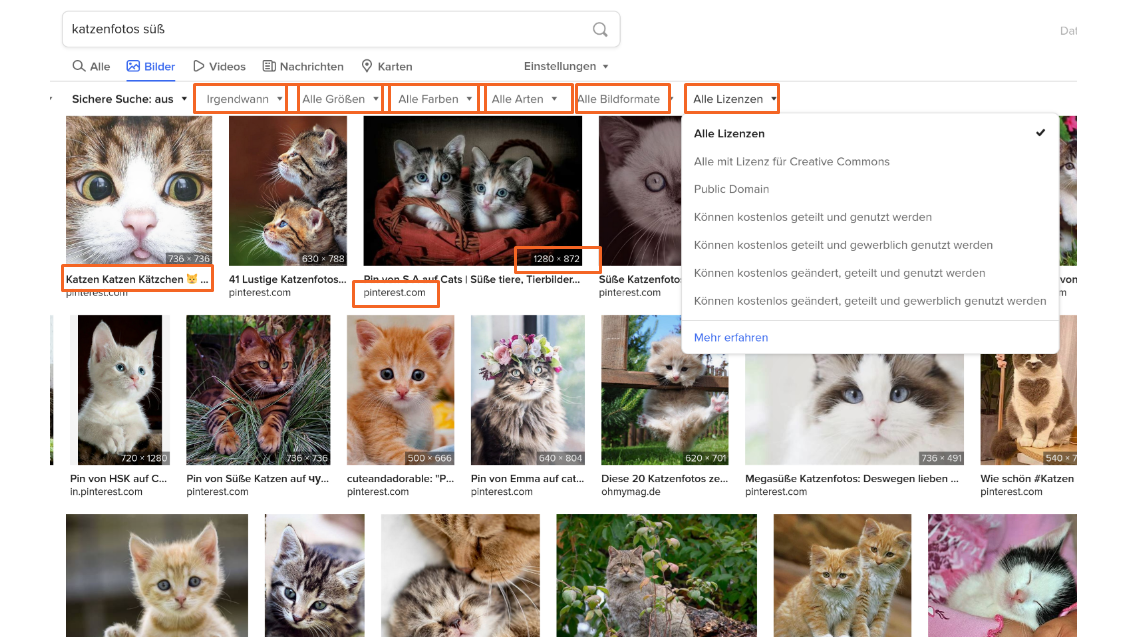 katzenfotos süß
Dat
Alle Bilder Videos Nachrichten Karten Einstellungen
Sichere Suche: aus Irgendwann Alle Größen Alle Farben Alle Arten Alle Bildformate Alle Lizenzen
Alle Lizenzen
Alle mit Lizenz für Creative Commons
Public Domain
Können kostenlos geteilt und genutzt werden
Können kostenlos geteilt und gewerblich genutzt werden
Können kostenlos geändert, geteilt und genutzt werden
Können kostenlos geändert, geteilt und gewerblich genutzt werden
Mehr erfahren
736 × 736
630 × 788
1280 × 872
Katzen Katzen Kätzchen 😺 ...
pinterest.com
41 Lustige Katzenfotos...
pinterest.com
Pin von S A auf Cats | Süße tiere, Tierbilder...
pinterest.com
Süße Katzenfo
pinterest.com
von
m
720 × 1280
736 × 736
500 × 666
640 × 804
620 × 701
736 × 491
540 × 7
Pin von HSK auf C...
in.pinterest.com
Pin von Süße Katzen auf чу...
pinterest.com
cuteandadorable: "P...
pinterest.com
Pin von Emma auf cat...
pinterest.com
Diese 20 Katzenfotos ze...
ohmymag.de
Megasüße Katzenfotos: Deswegen lieben ...
pinterest.com
Wie schön #Katzen
pinterest.com